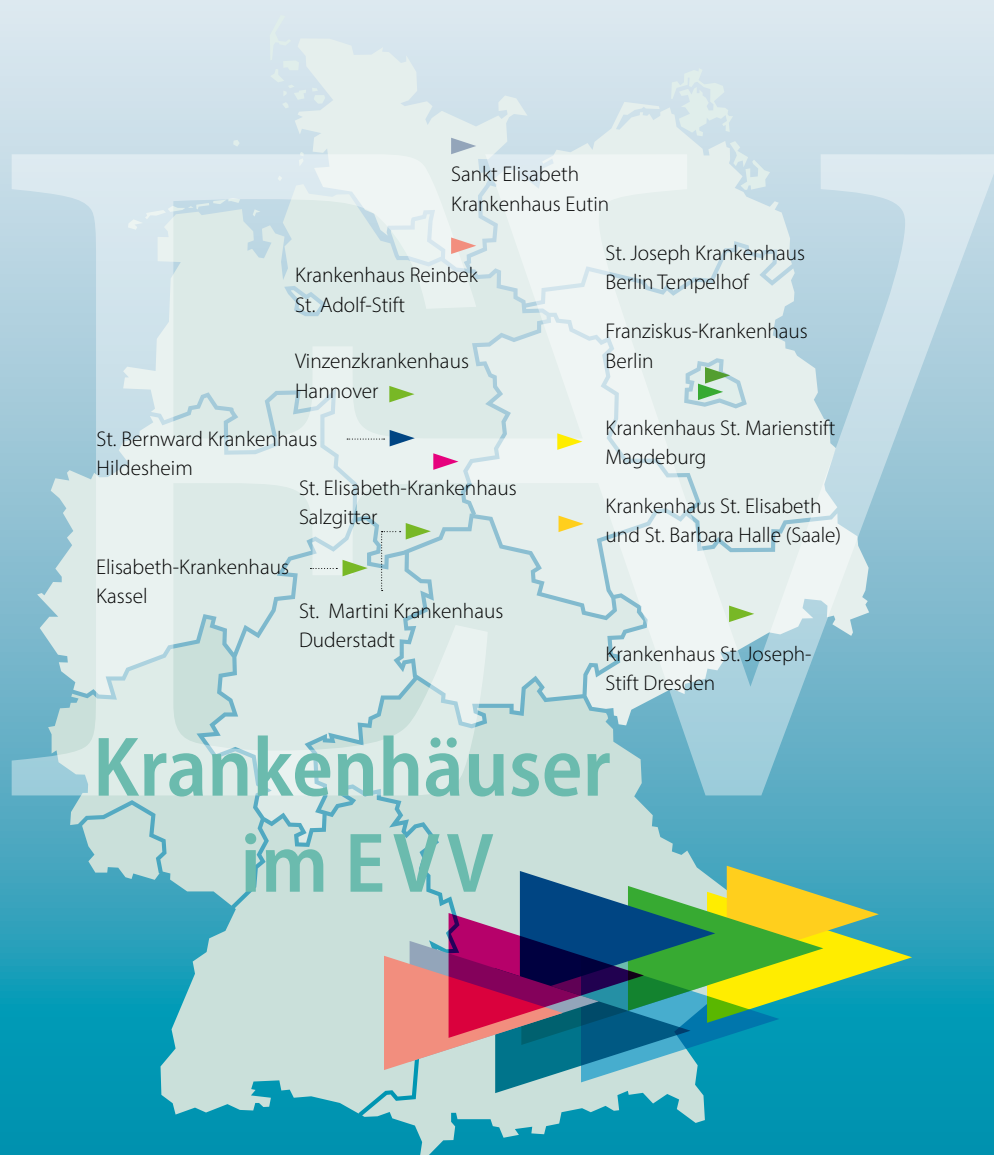 Sankt Elisabeth
Krankenhaus Eutin
Krankenhaus Reinbek
St. Adolf-Stift
St. Joseph Krankenhaus
Berlin Tempelhof
Franziskus-Krankenhaus
Berlin
Vinzenzkrankenhaus
Hannover
St. Bernward Krankenhaus
Hildesheim
Krankenhaus St. Marienstift
Magdeburg
St. Elisabeth-Krankenhaus
Salzgitter
Krankenhaus St. Elisabeth
und St. Barbara Halle (Saale)
Elisabeth-Krankenhaus
Kassel
St. Martini Krankenhaus
Duderstadt
Krankenhaus St. Joseph-
Stift Dresden
EVV
Krankenhäuser
im EVV